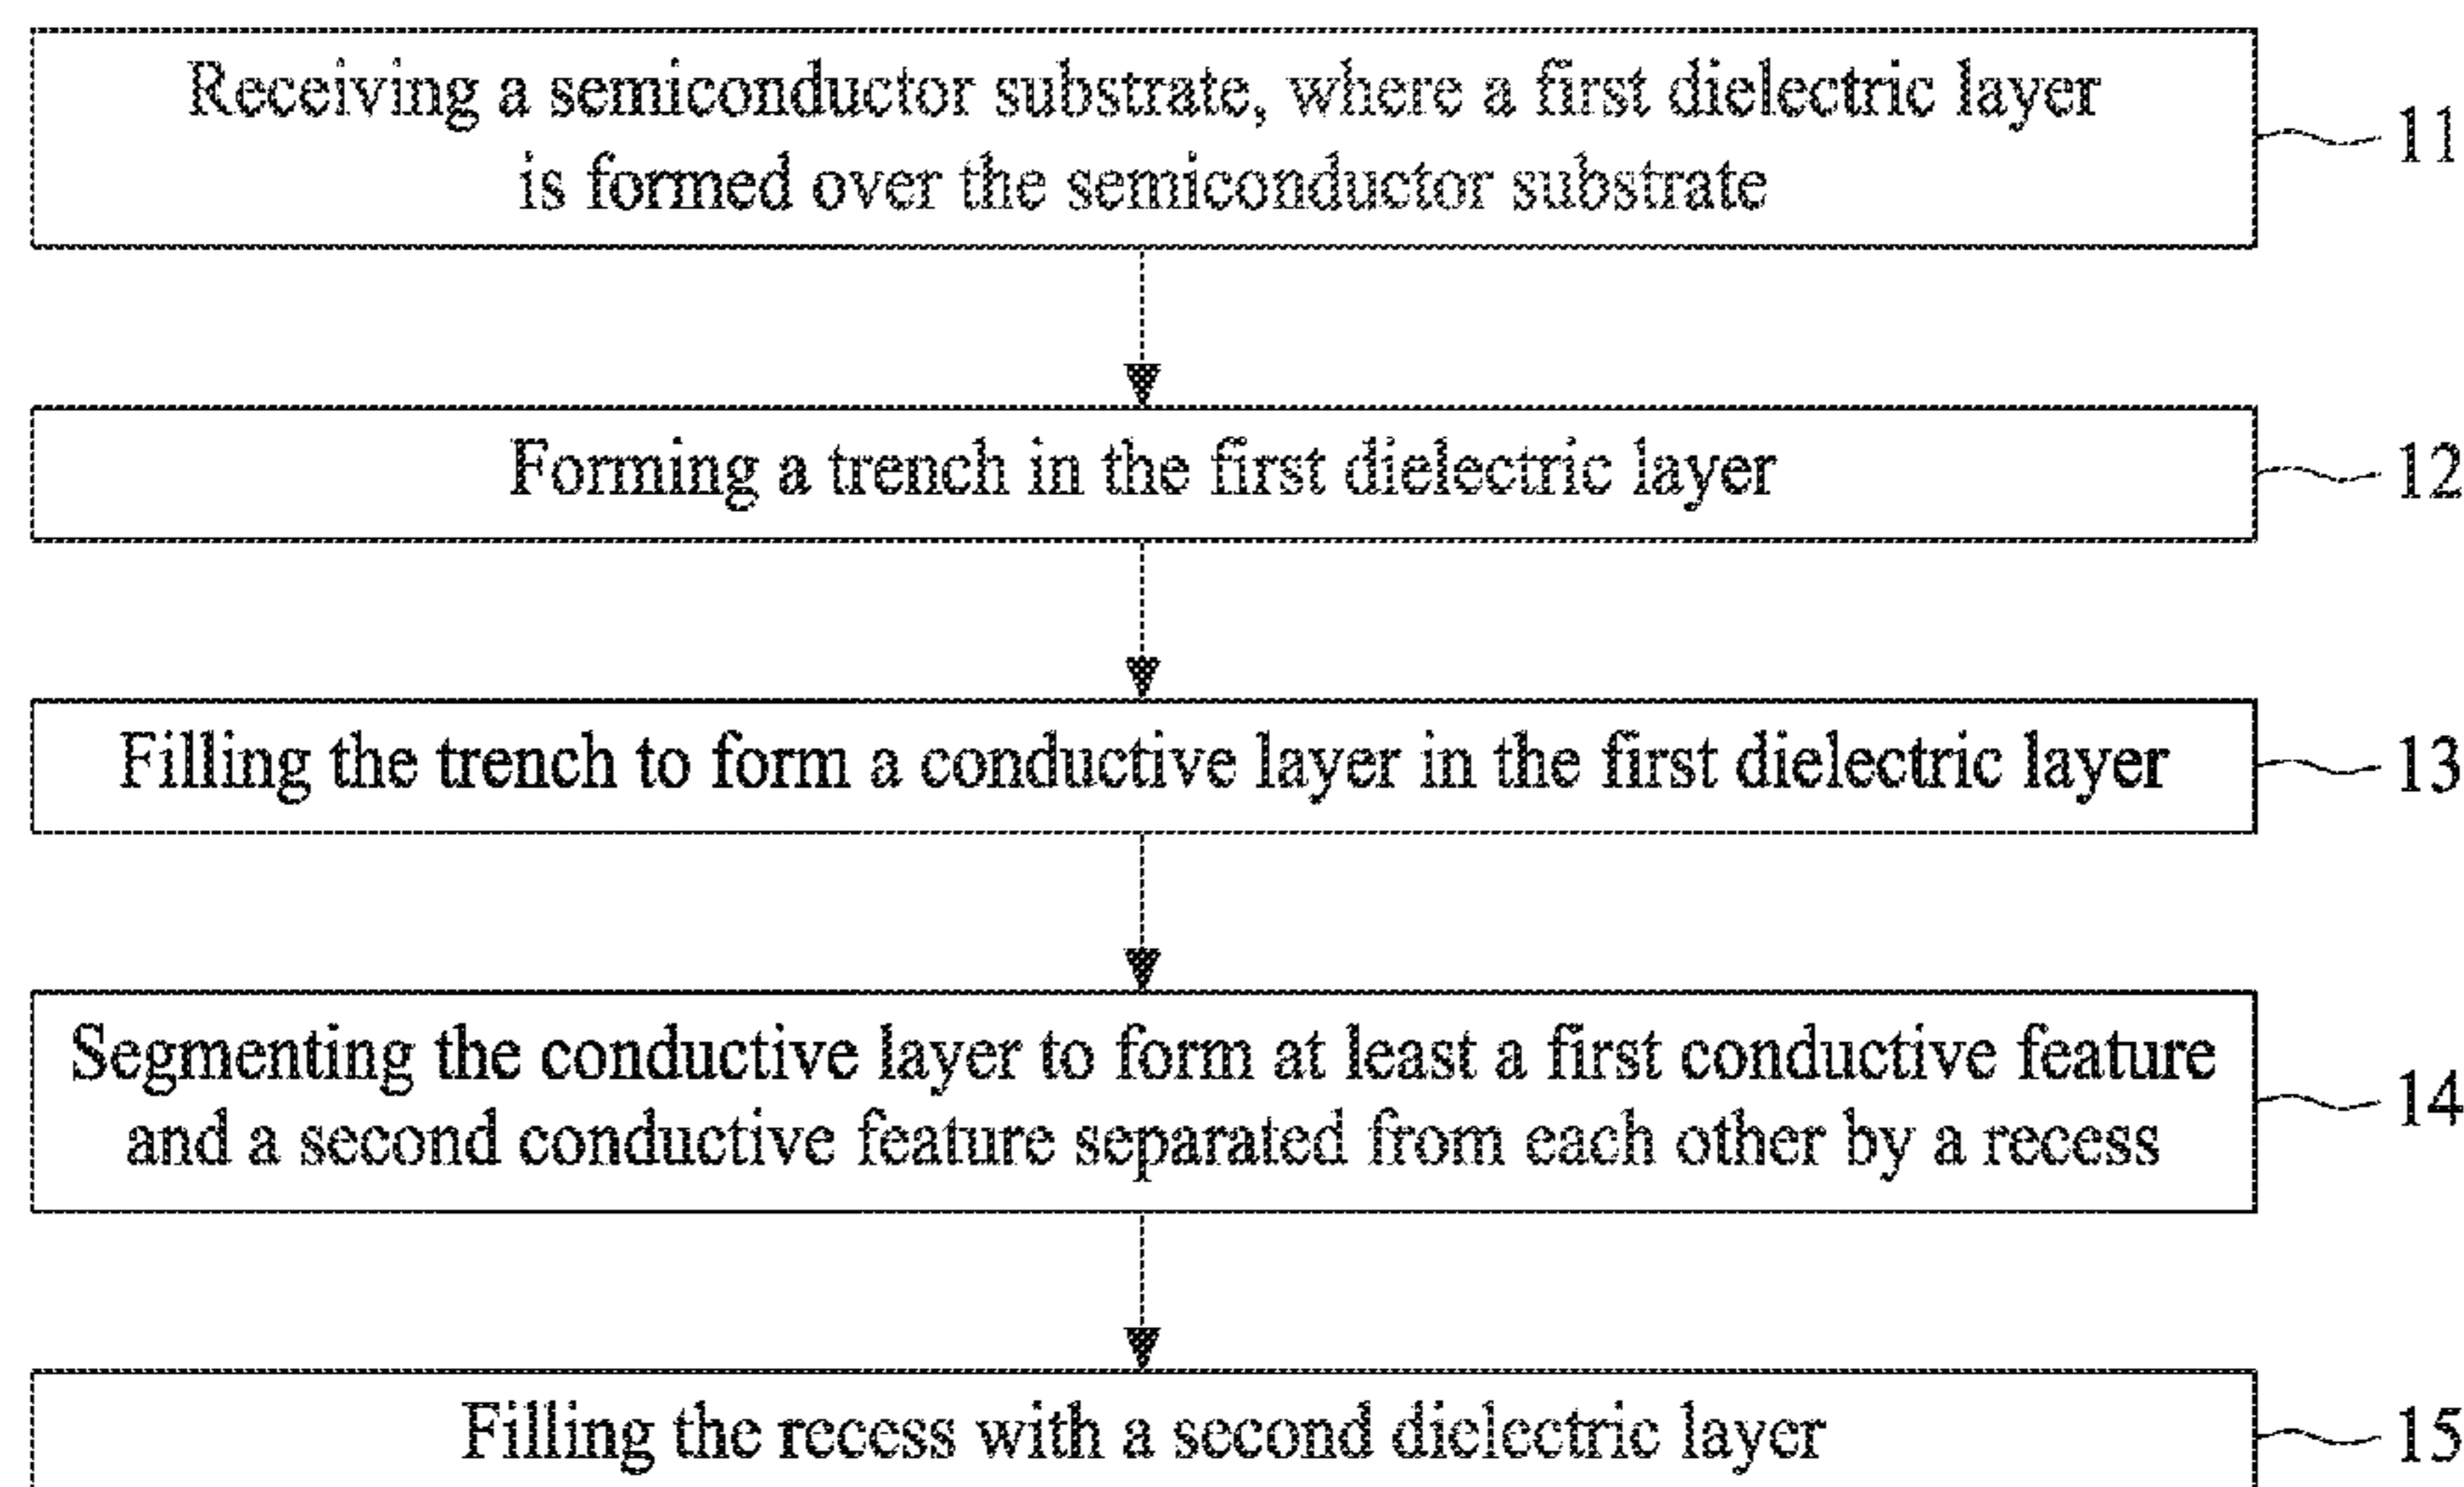 Receiving a semiconductor substrate, where a first dielectric layer
is formed over the semiconductor substrate
11
Forming a trench in the first dielectric layer
12
Filling the trench to form a conductive layer in the first dielectric layer
13
Segmenting the conductive layer to form at least a first conductive feature
and a second conductive feature separated from each other by a recess
14
Filling the recess with a second dielectric layer
15